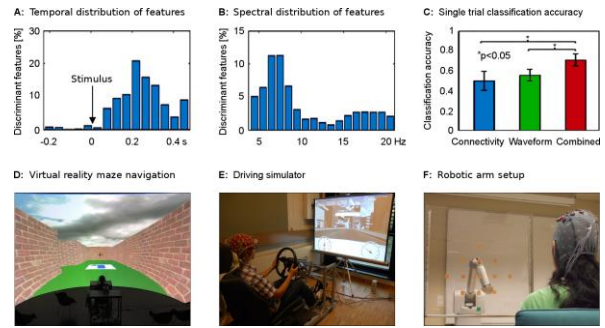 A: Temporal distribution of features
B: Spectral distribution of features
C: Single trial classification accuracy
Discriminant features [%]
30
20
10
0
Stimulus
-0.2
0
0.2
0.4 s
Discriminant features [%]
30
20
10
0
5
10
15
20 Hz
Classification accuracy
1
0.8
0.6
0.4
0.2
0
*p<0.05
*
*
Connectivity
Waveform
Combined
D: Virtual reality maze navigation
E: Driving simulator
F: Robotic arm setup